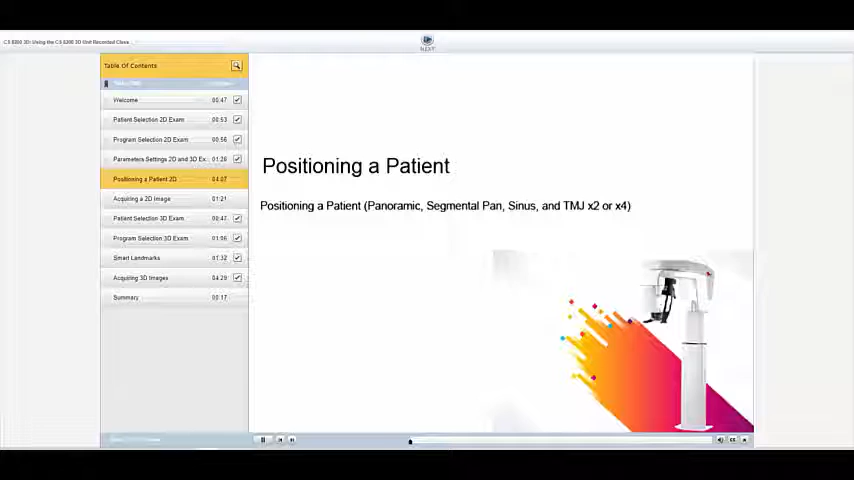 CS 8200 3D: Using the CS 8200 3D Unit Recorded Class
NEXT
Table Of Contents
Welcome 00:47
Patient Selection 2D Exam 00:53
Program Selection 2D Exam 00:56
Parameters Settings 2D and 3D Ex... 01:28
Positioning a Patient 2D 04:07
Acquiring a 2D Image 01:21
Patient Selection 3D Exam 00:47
Program Selection 3D Exam 01:06
Smart Landmarks 01:32
Acquiring 3D Images 04:29
Summary 00:17
Positioning a Patient
Positioning a Patient (Panoramic, Segmental Pan, Sinus, and TMJ x2 or x4)